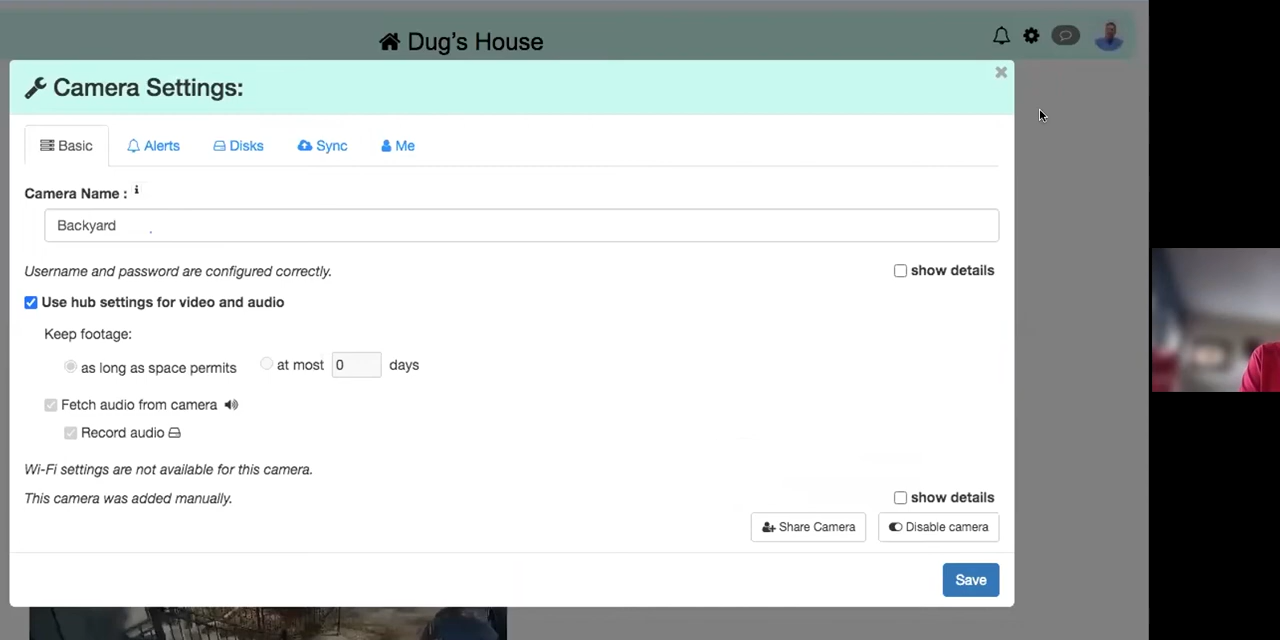 Dug's House
Camera Settings:
Basic Alerts Disks Sync Me
Camera Name : i
Backyard
Username and password are configured correctly. show details
Use hub settings for video and audio
Keep footage:
as long as space permits at most 0 days
Fetch audio from camera
Record audio
Wi-Fi settings are not available for this camera.
This camera was added manually. show details
Share Camera Disable camera
Save